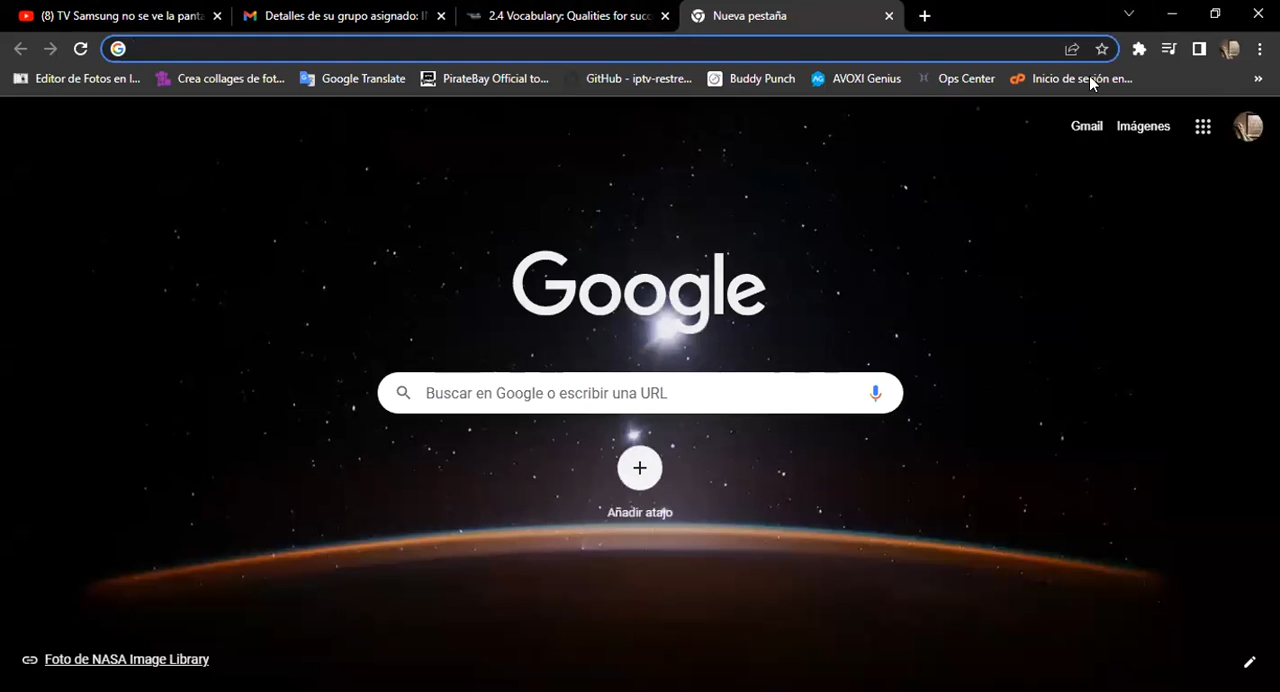 (8) TV Samsung no se ve la panta
Detalles de su grupo asignado: I
2.4 Vocabulary: Qualities for suc
Nueva pestaña
Editor de Fotos en l...
Crea collages de fot...
Google Translate
PirateBay Official to...
GitHub - iptv-restre...
Buddy Punch
AVOXI Genius
Ops Center
Inicio de sesión en...
Gmail
Imágenes
Google
Buscar en Google o escribir una URL
Añadir atajo
Foto de NASA Image Library